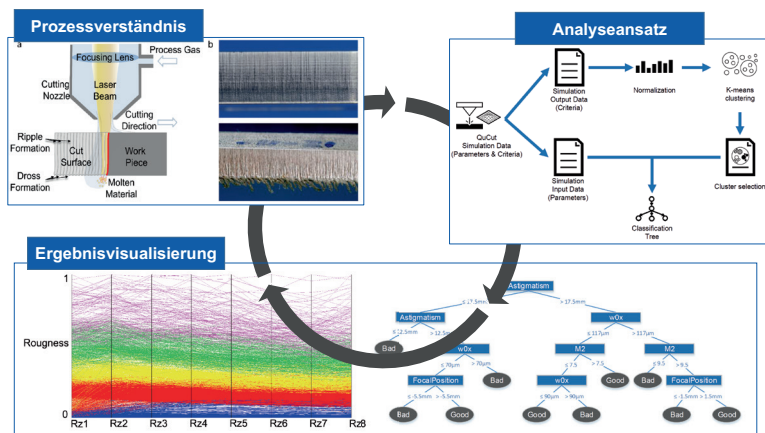 Prozessverständnis
a
Focusing Lens
Process Gas
b
Cutting
Nozzle
Laser
Beam
Cutting
Direction
Ripple
Formation
Cut
Surface
Work
Piece
Dross
Formation
Molten
Material
Analyseansatz
Simulation
Output Data
(Criteria)
Normalization
K-means
clustering
QuCut
Simulation Data
(Parameters & Criteria)
Simulation
Input Data
(Parameters)
Cluster selection
Classification
Tree
Ergebnisvisualisierung
1
Rougness
0
Rz1 Rz2 Rz3 Rz4 Rz5 Rz6 Rz7 Rz8
Astigmatism
≤ 17.5mm > 17.5mm
Astigmatism w0x
≤ 12.5mm > 12.5mm ≤ 117μm > 117μm
Bad w0x M2 M2
≤ 70μm > 70μm ≤ 7.5 > 7.5 ≤ 9.5 > 9.5
FocalPosition Bad w0x Good Bad FocalPosition
≤ -5.5mm > -5.5mm ≤ 90μm > 90μm ≤ -1.5mm > 1.5mm
Bad Good Good Bad Bad Good